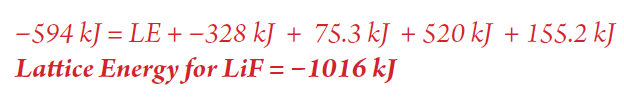 −594 kJ = LE + −328 kJ + 75.3 kJ + 520 kJ + 155.2 kJ
Lattice Energy for LiF = −1016 kJ